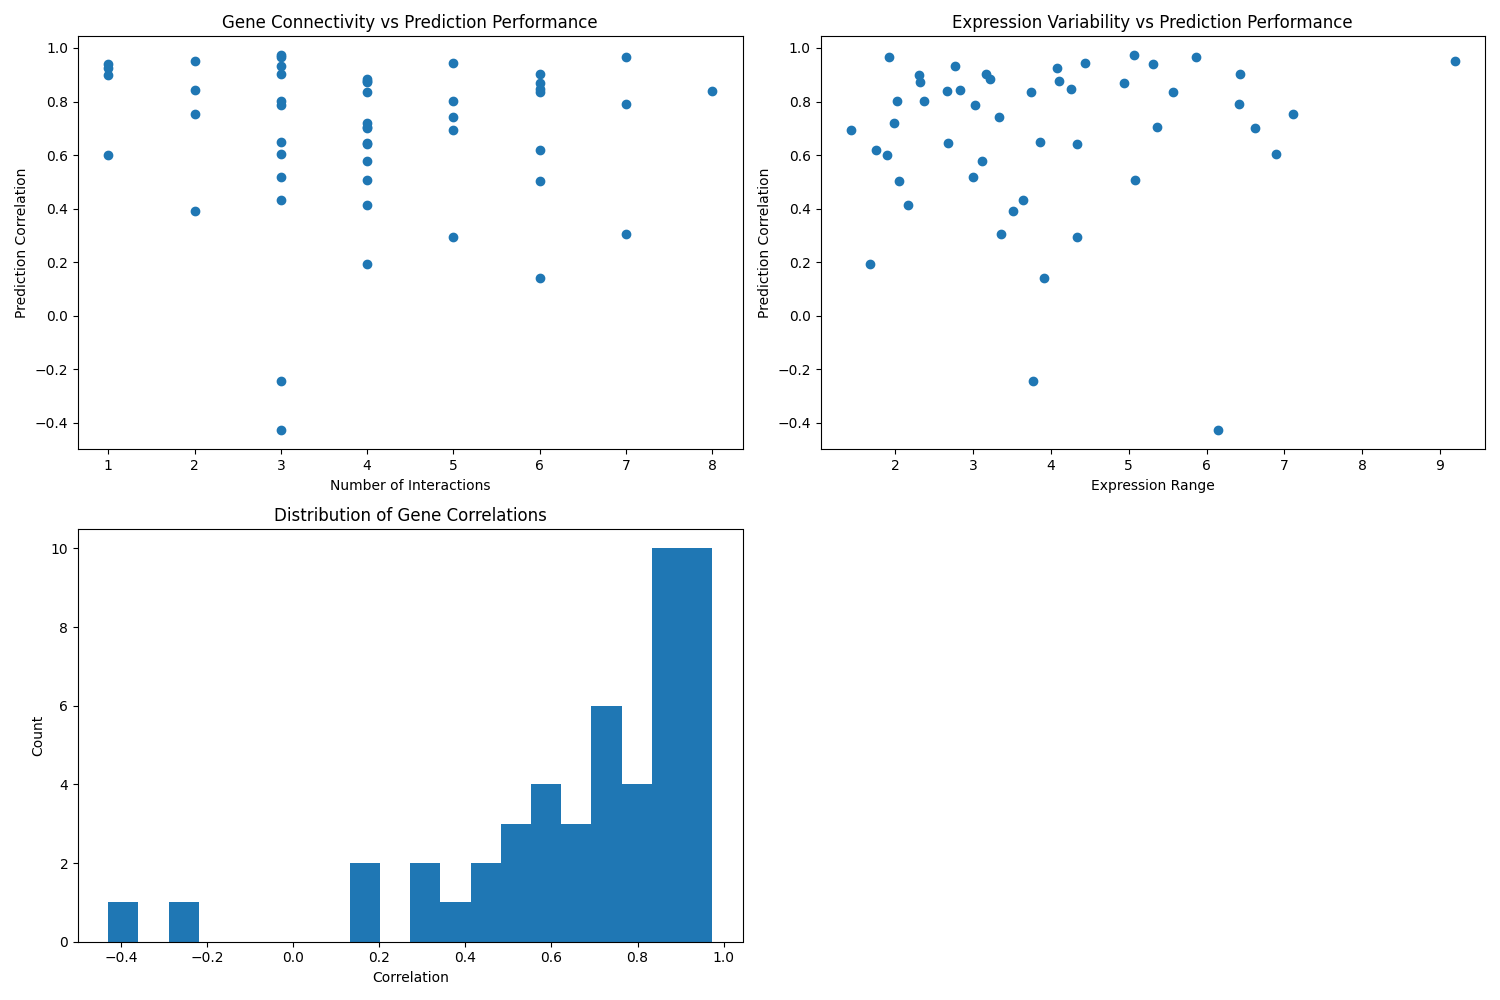 Gene Connectivity vs Prediction Performance
1.0
0.8
0.6
0.4
0.2
0.0
−0.2
−0.4
Prediction Correlation
1 2 3 4 5 6 7 8
Number of Interactions
Expression Variability vs Prediction Performance
1.0
0.8
0.6
0.4
0.2
0.0
−0.2
−0.4
Prediction Correlation
2 3 4 5 6 7 8 9
Expression Range
Distribution of Gene Correlations
10
8
6
4
2
0
Count
−0.4 −0.2 0.0 0.2 0.4 0.6 0.8 1.0
Correlation